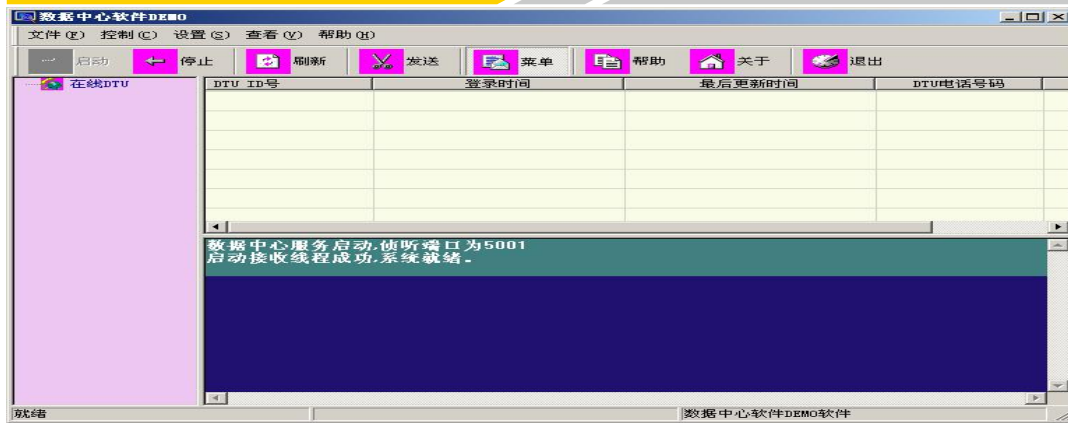 数据中心软件DEMO
文件(F) 控制(C) 设置(S) 查看(V) 帮助(H)
启动 停止 刷新 发送 菜单 帮助 关于 退出
在线DTU
DTU ID号 登录时间 最后更新时间 DTU电话号码
数据中心服务启动,侦听端口为5001
启动接收线程成功,系统就绪.
就绪 数据中心软件DEMO软件